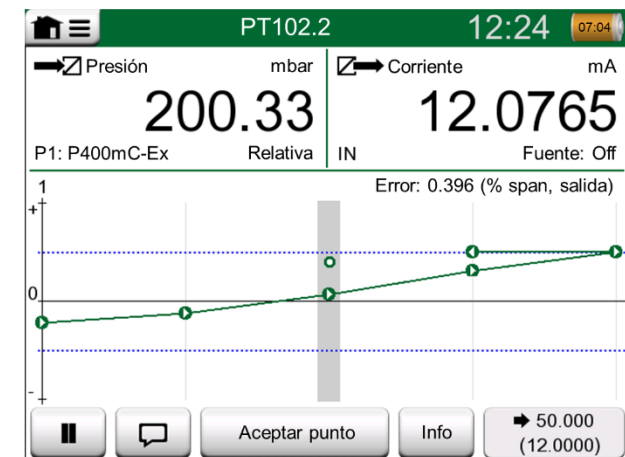 PT102.2 12:24 07:04
Presión mbar Corriente mA
200.33 12.0765
P1: P400mC-Ex Relativa IN Fuente: Off
1 Error: 0.396 (% span, salida)
+
0
-
Aceptar punto Info 50.000
(12.0000)